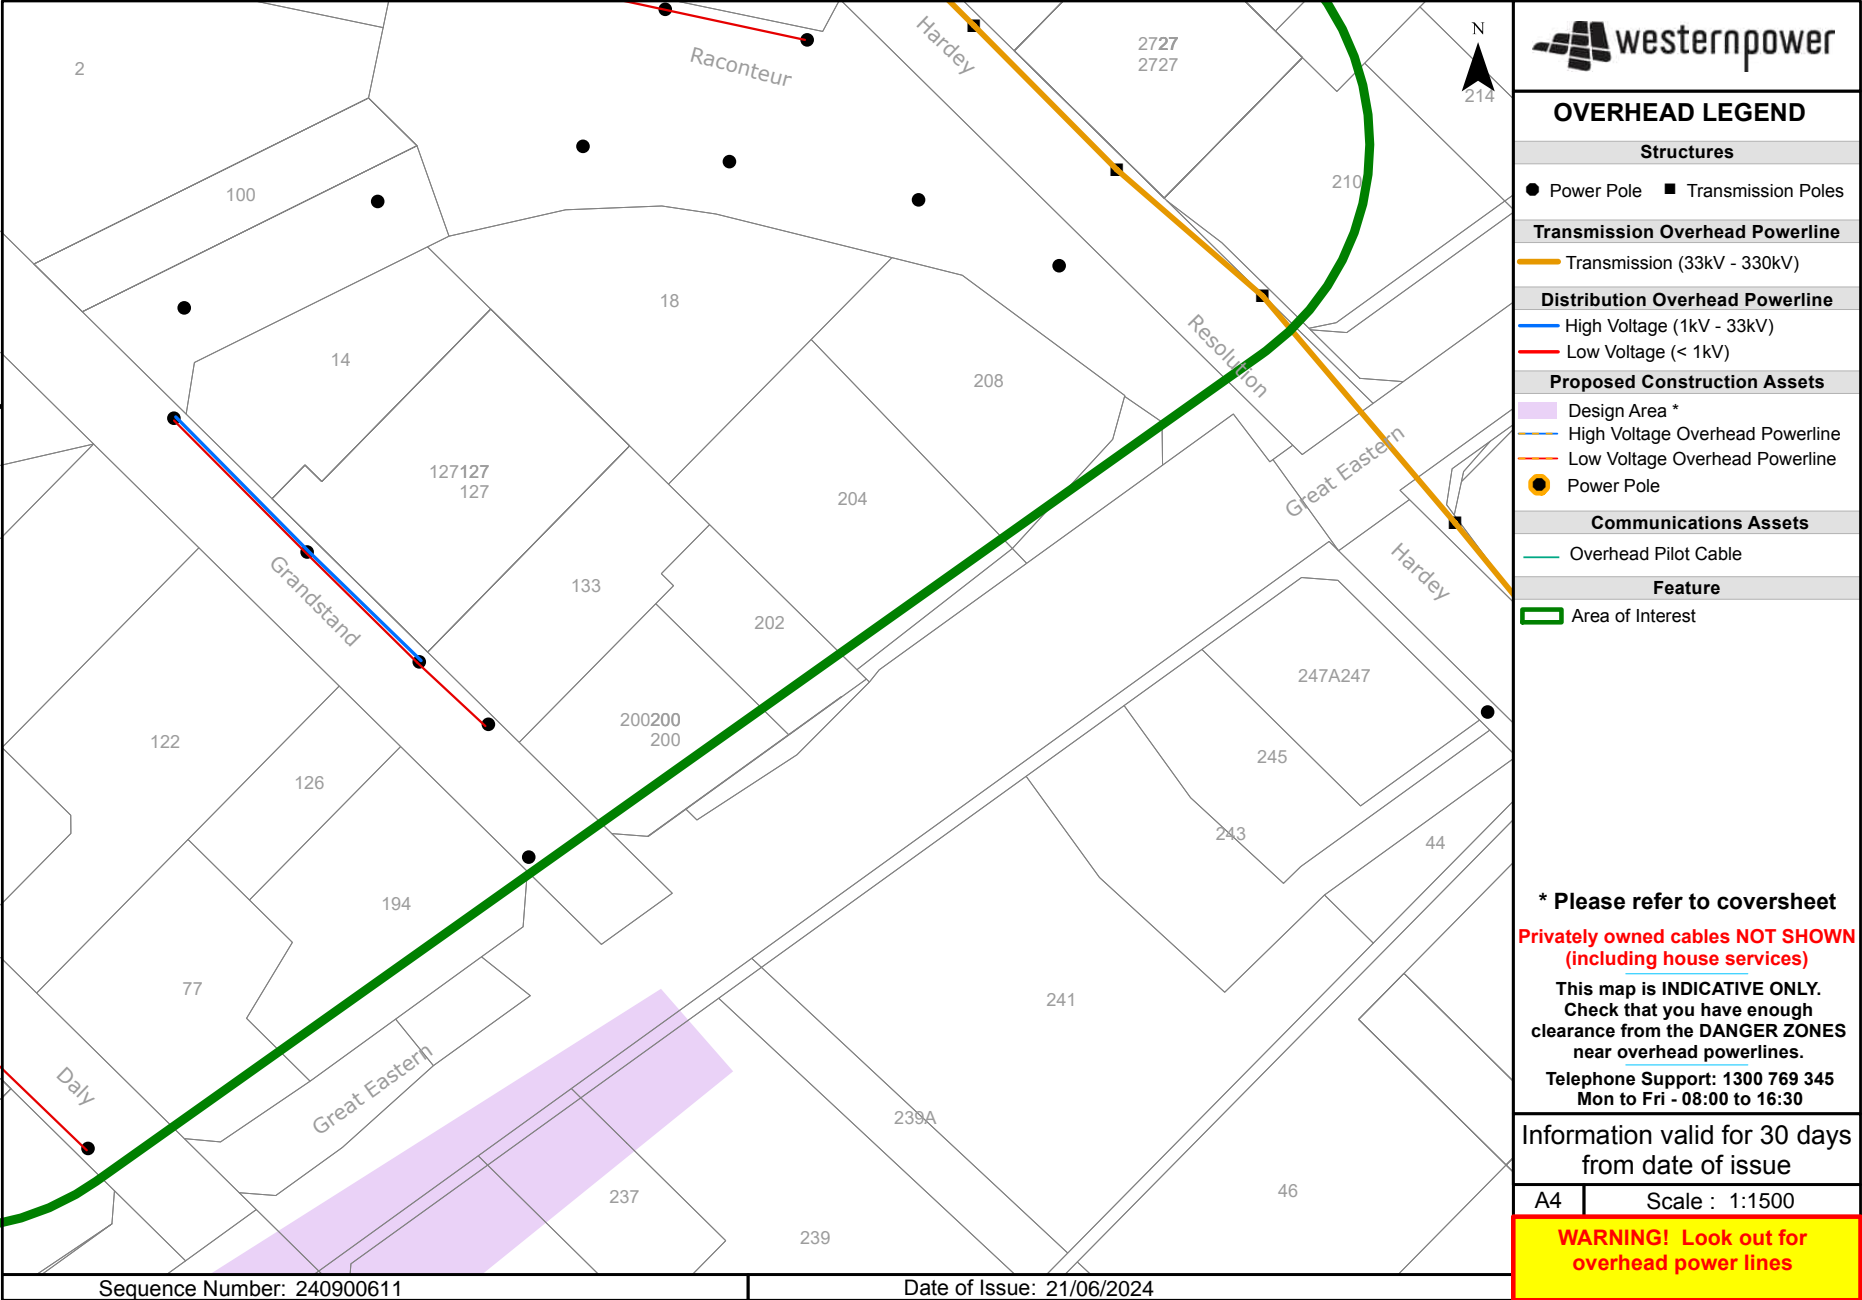 2
Raconteur
Hardey
2727
2727
N
214
100
210
18
14
208
Resolution
127127
127
204
Great Eastern
Grandstand
133
202
Hardey
247A247
200200
200
122
126
245
243
44
194
77
241
Daly
Great Eastern
239A
237
46
239
westernpower
OVERHEAD LEGEND
Structures
Power Pole Transmission Poles
Transmission Overhead Powerline
Transmission (33kV - 330kV)
Distribution Overhead Powerline
High Voltage (1kV - 33kV)
Low Voltage (< 1kV)
Proposed Construction Assets
Design Area *
High Voltage Overhead Powerline
Low Voltage Overhead Powerline
Power Pole
Communications Assets
Overhead Pilot Cable
Feature
Area of Interest
* Please refer to coversheet
Privately owned cables NOT SHOWN
(including house services)
This map is INDICATIVE ONLY.
Check that you have enough
clearance from the DANGER ZONES
near overhead powerlines.
Telephone Support: 1300 769 345
Mon to Fri - 08:00 to 16:30
Information valid for 30 days
from date of issue
A4 Scale : 1:1500
WARNING! Look out for
overhead power lines
Sequence Number: 240900611
Date of Issue: 21/06/2024